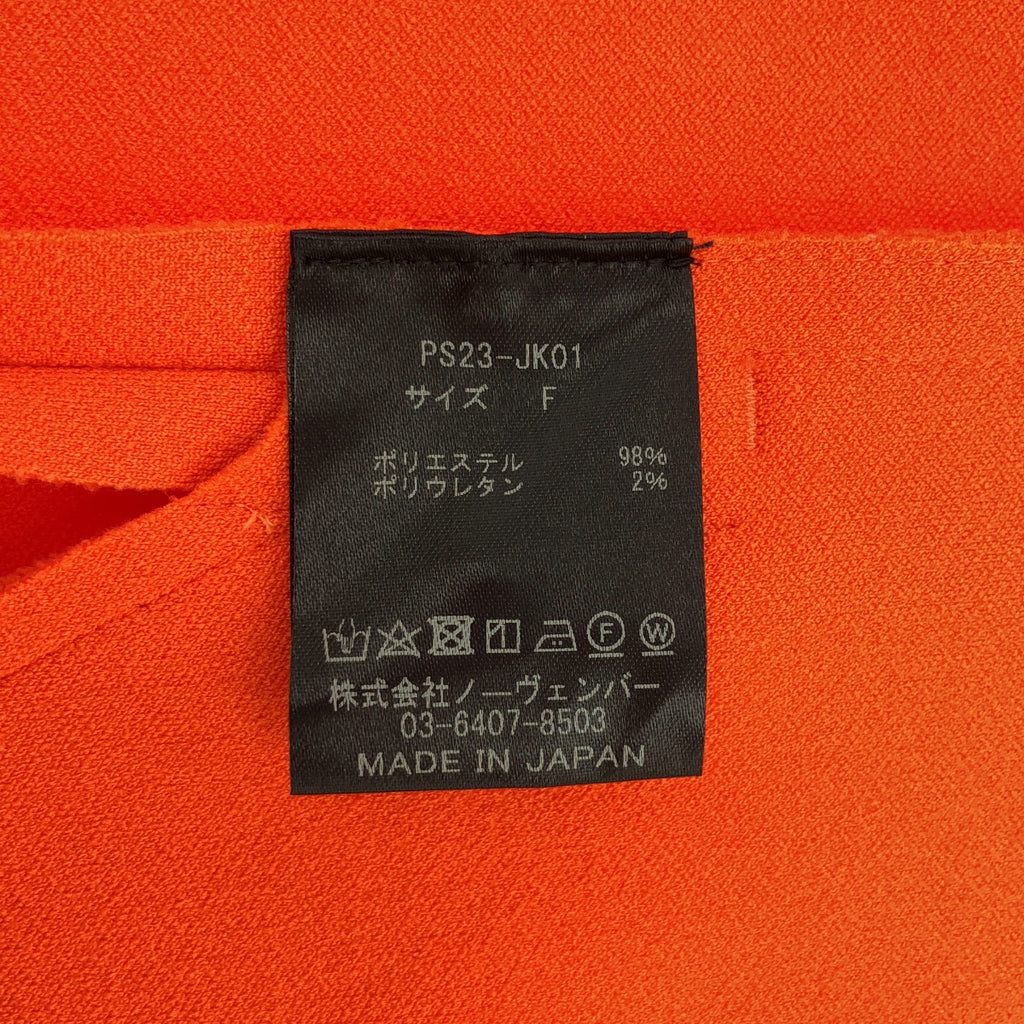 PS23-JK01
サイズ F
ポリエステル 98%
ポリウレタン 2%
F W
株式会社ノーヴェンバー
03-6407-8503
MADE IN JAPAN